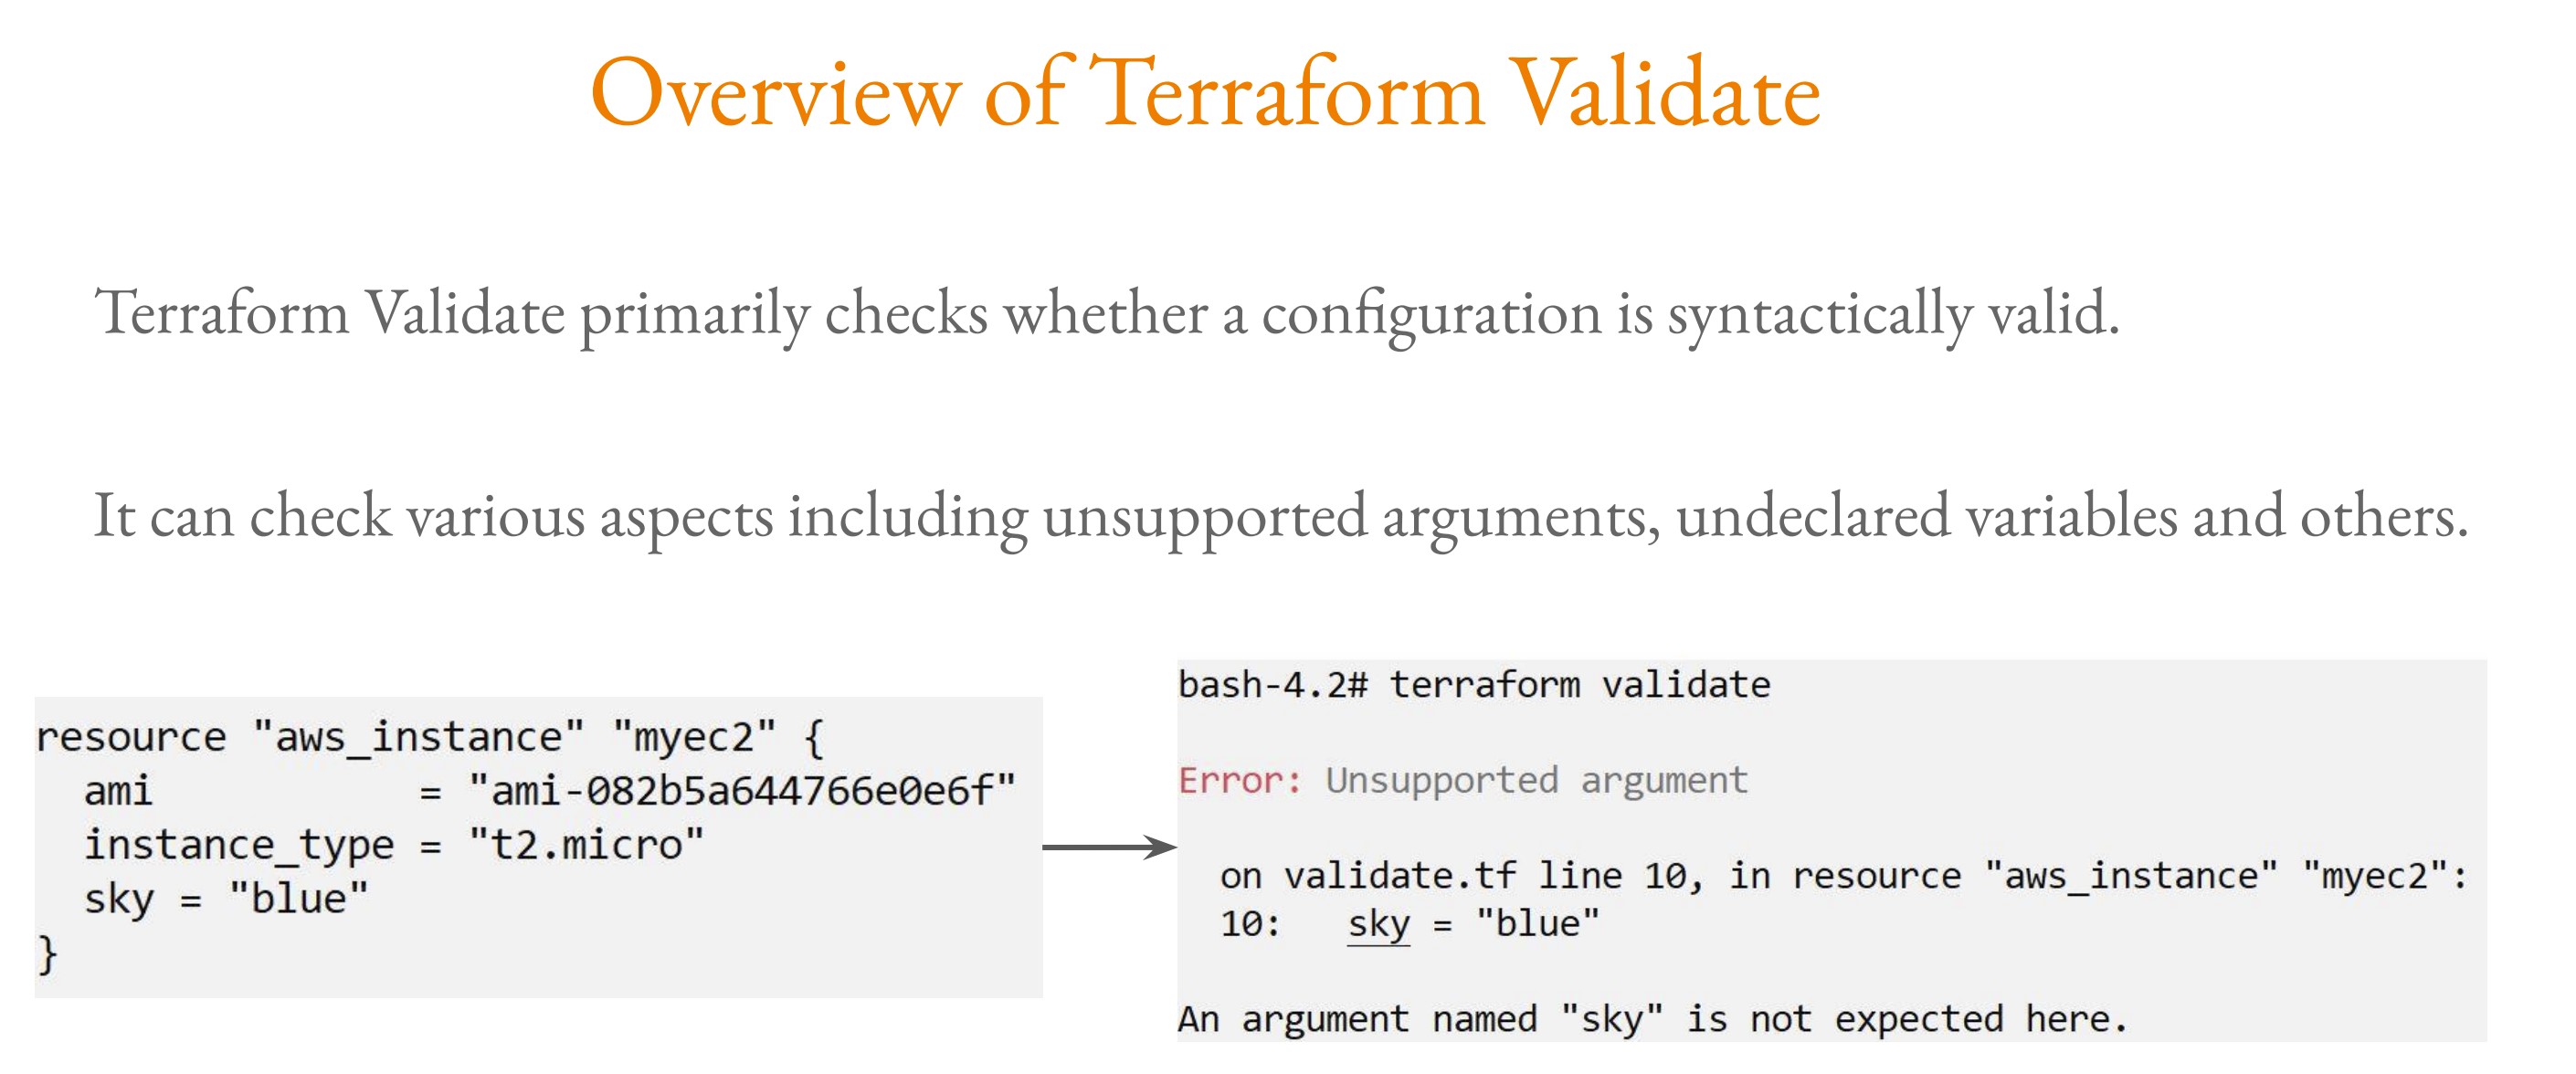 Overview of Terraform Validate
Terraform Validate primarily checks whether a configuration is syntactically valid.
It can check various aspects including unsupported arguments, undeclared variables and others.
resource "aws_instance" "myec2" {
  ami           = "ami-082b5a644766e0e6f"
  instance_type = "t2.micro"
  sky = "blue"
}
bash-4.2# terraform validate
Error: Unsupported argument
  on validate.tf line 10, in resource "aws_instance" "myec2":
  10:   sky = "blue"
An argument named "sky" is not expected here.